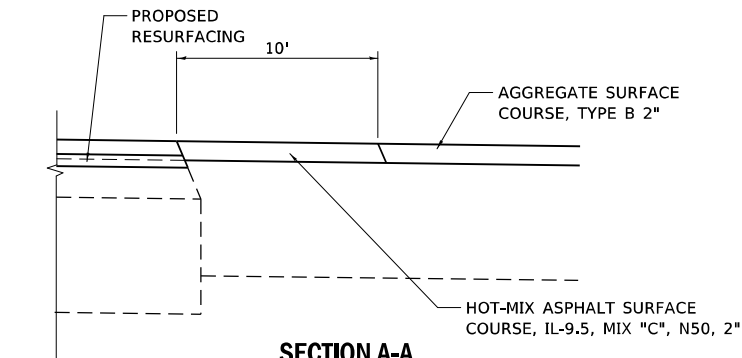 PROPOSED
RESURFACING
10'
AGGREGATE SURFACE
COURSE, TYPE B 2"
HOT-MIX ASPHALT SURFACE
COURSE, IL-9.5, MIX "C", N50, 2"
SECTION A-A